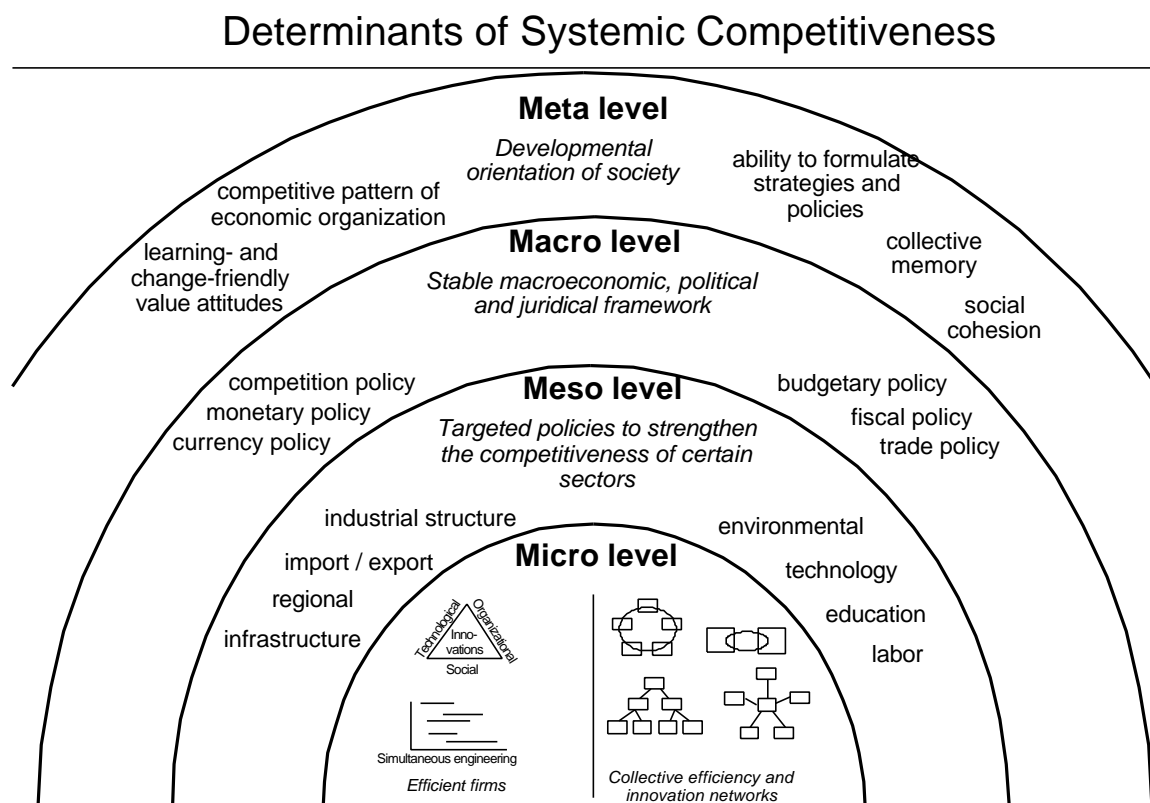 Determinants of Systemic Competitiveness
Meta level
Developmental
orientation of society
competitive pattern of
economic organization
learning- and
change-friendly
value attitudes
ability to formulate
strategies and
policies
collective
memory
social
cohesion
Macro level
Stable macroeconomic, political
and juridical framework
competition policy
monetary policy
currency policy
budgetary policy
fiscal policy
trade policy
Meso level
Targeted policies to strengthen
the competitiveness of certain
sectors
industrial structure
import / export
regional
infrastructure
environmental
technology
education
labor
Micro level
Technological
Organizational
Inno-
vations
Social
Simultaneous engineering
Efficient firms
Collective efficiency and
innovation networks